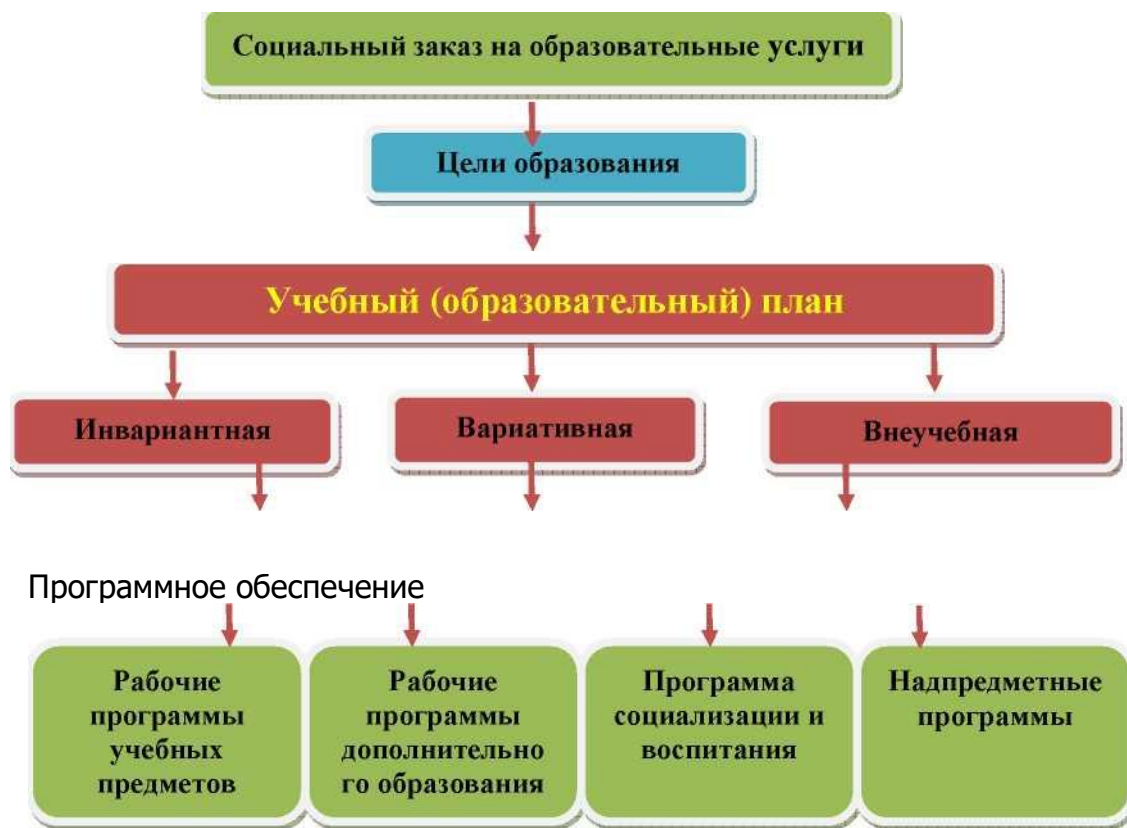 Социальный заказ на образовательные услуги
Цели образования
Учебный (образовательный) план
Инвариантная
Вариативная
Внеучебная
Программное обеспечение
Рабочие
программы
учебных
предметов
Рабочие
программы
дополнительно
го образования
Программа
социализации и
воспитания
Надпредметные
программы